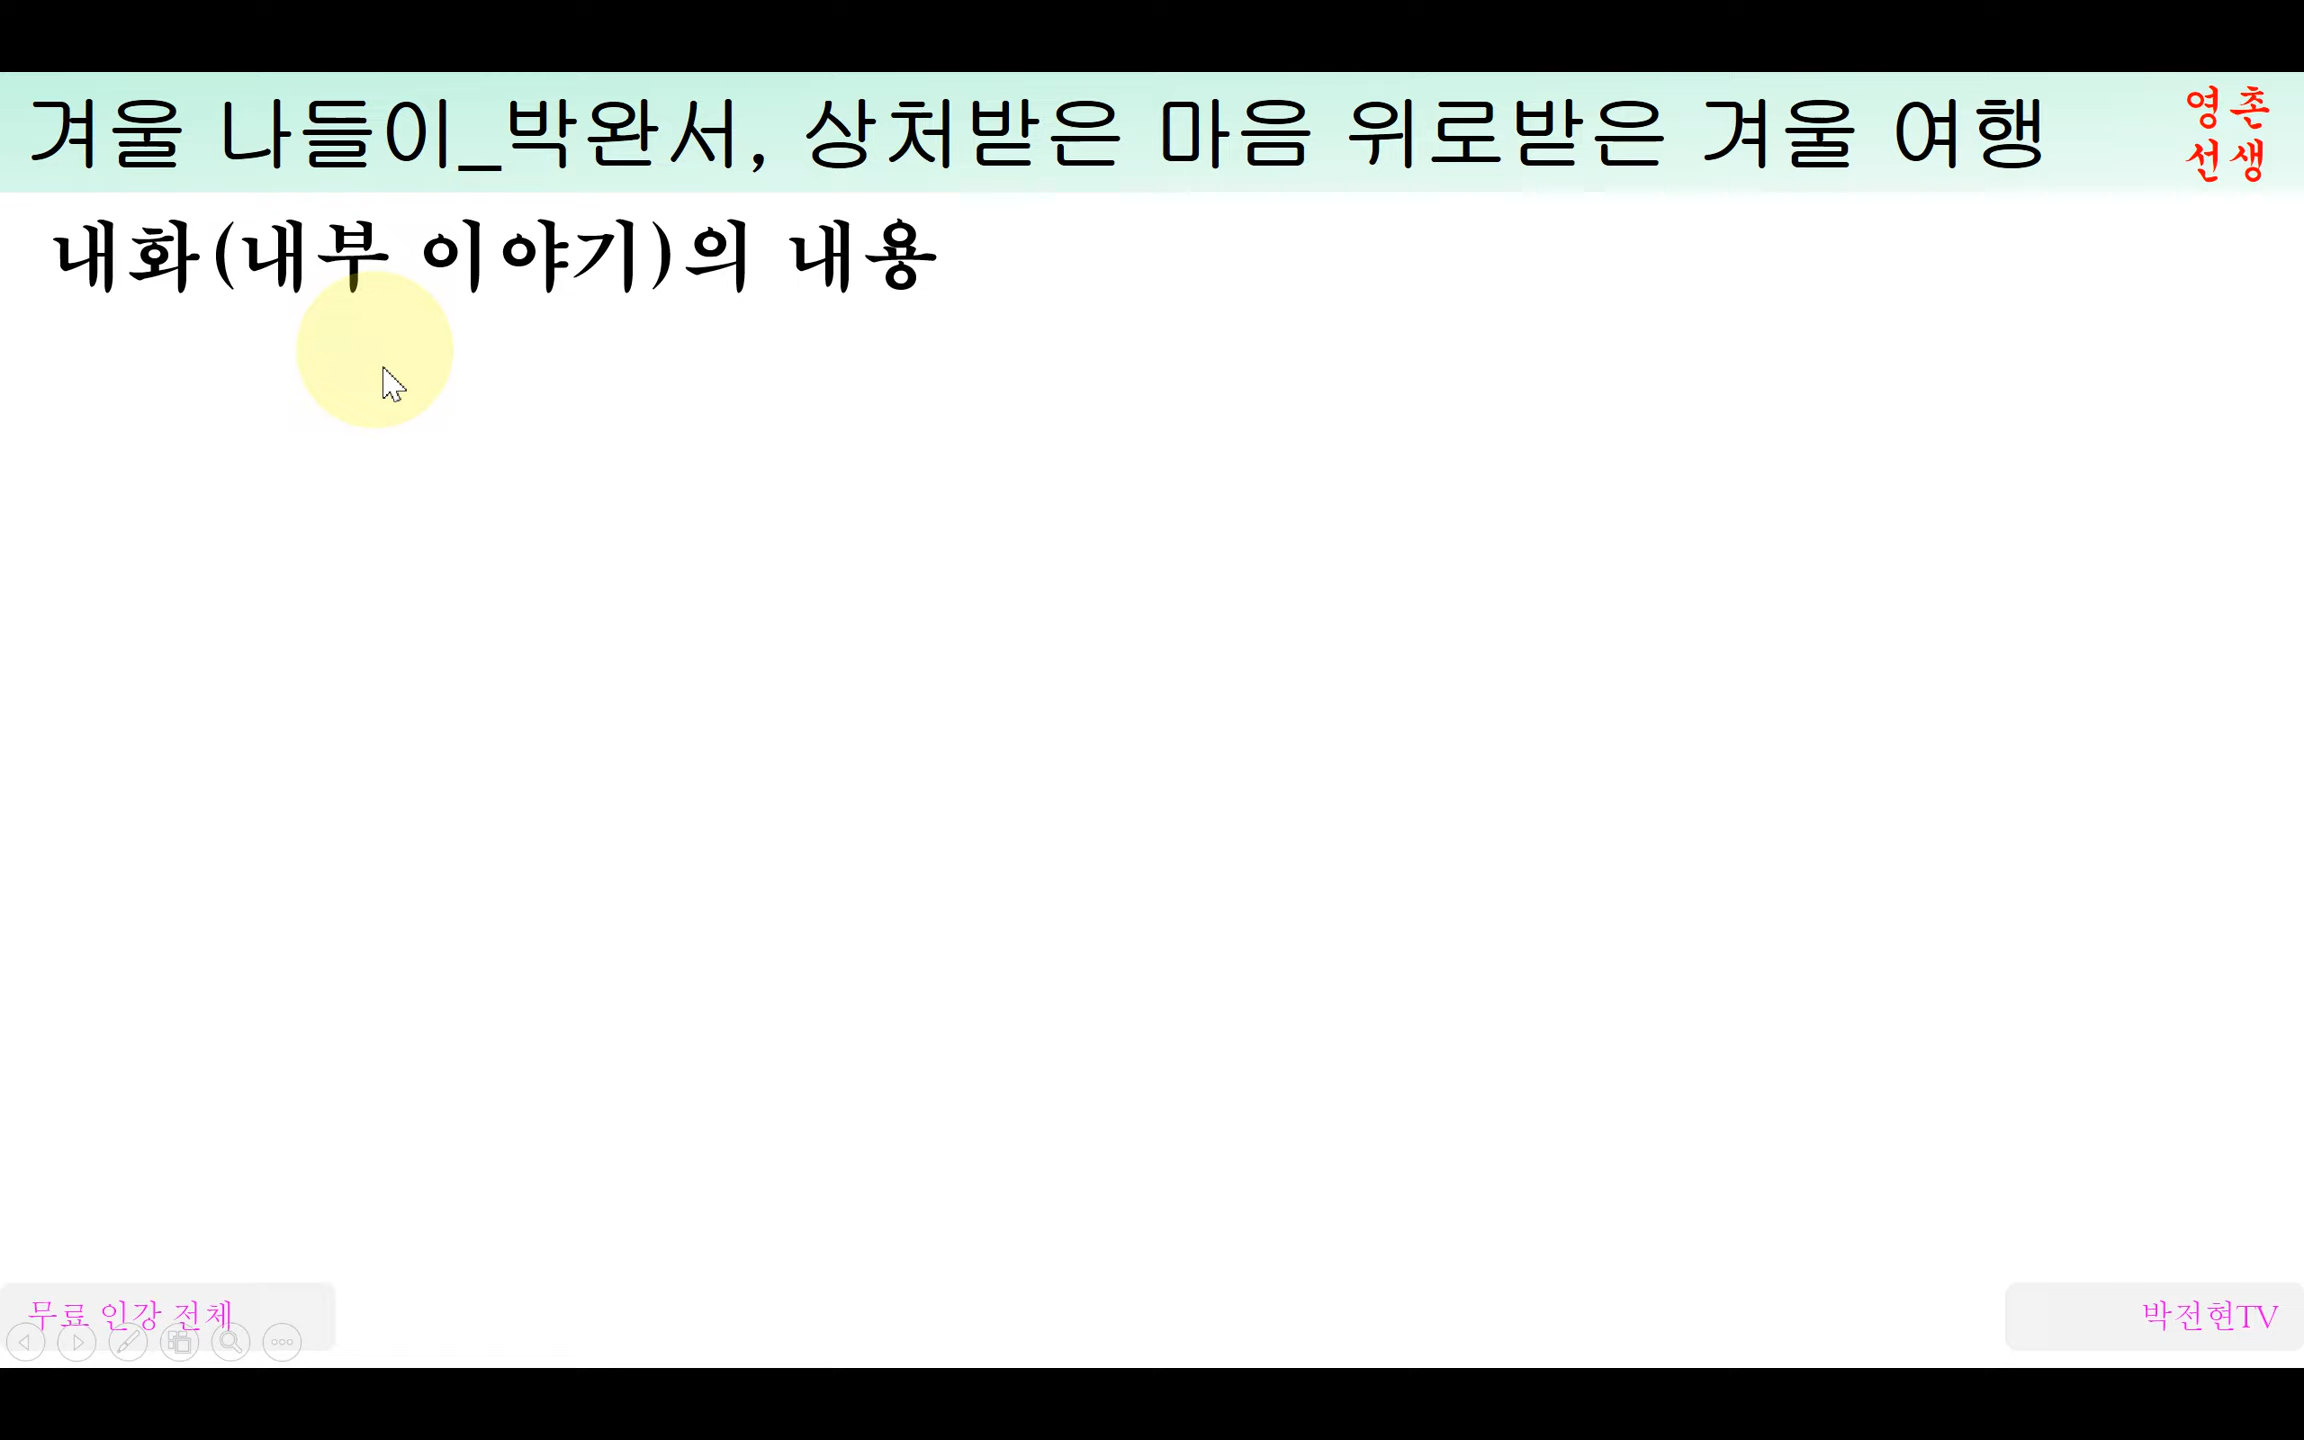 겨울 나들이_박완서, 상처받은 마음 위로받은 겨울 여행
영촌
선생
내화(내부 이야기)의 내용
무료 인강 전체
박전현TV